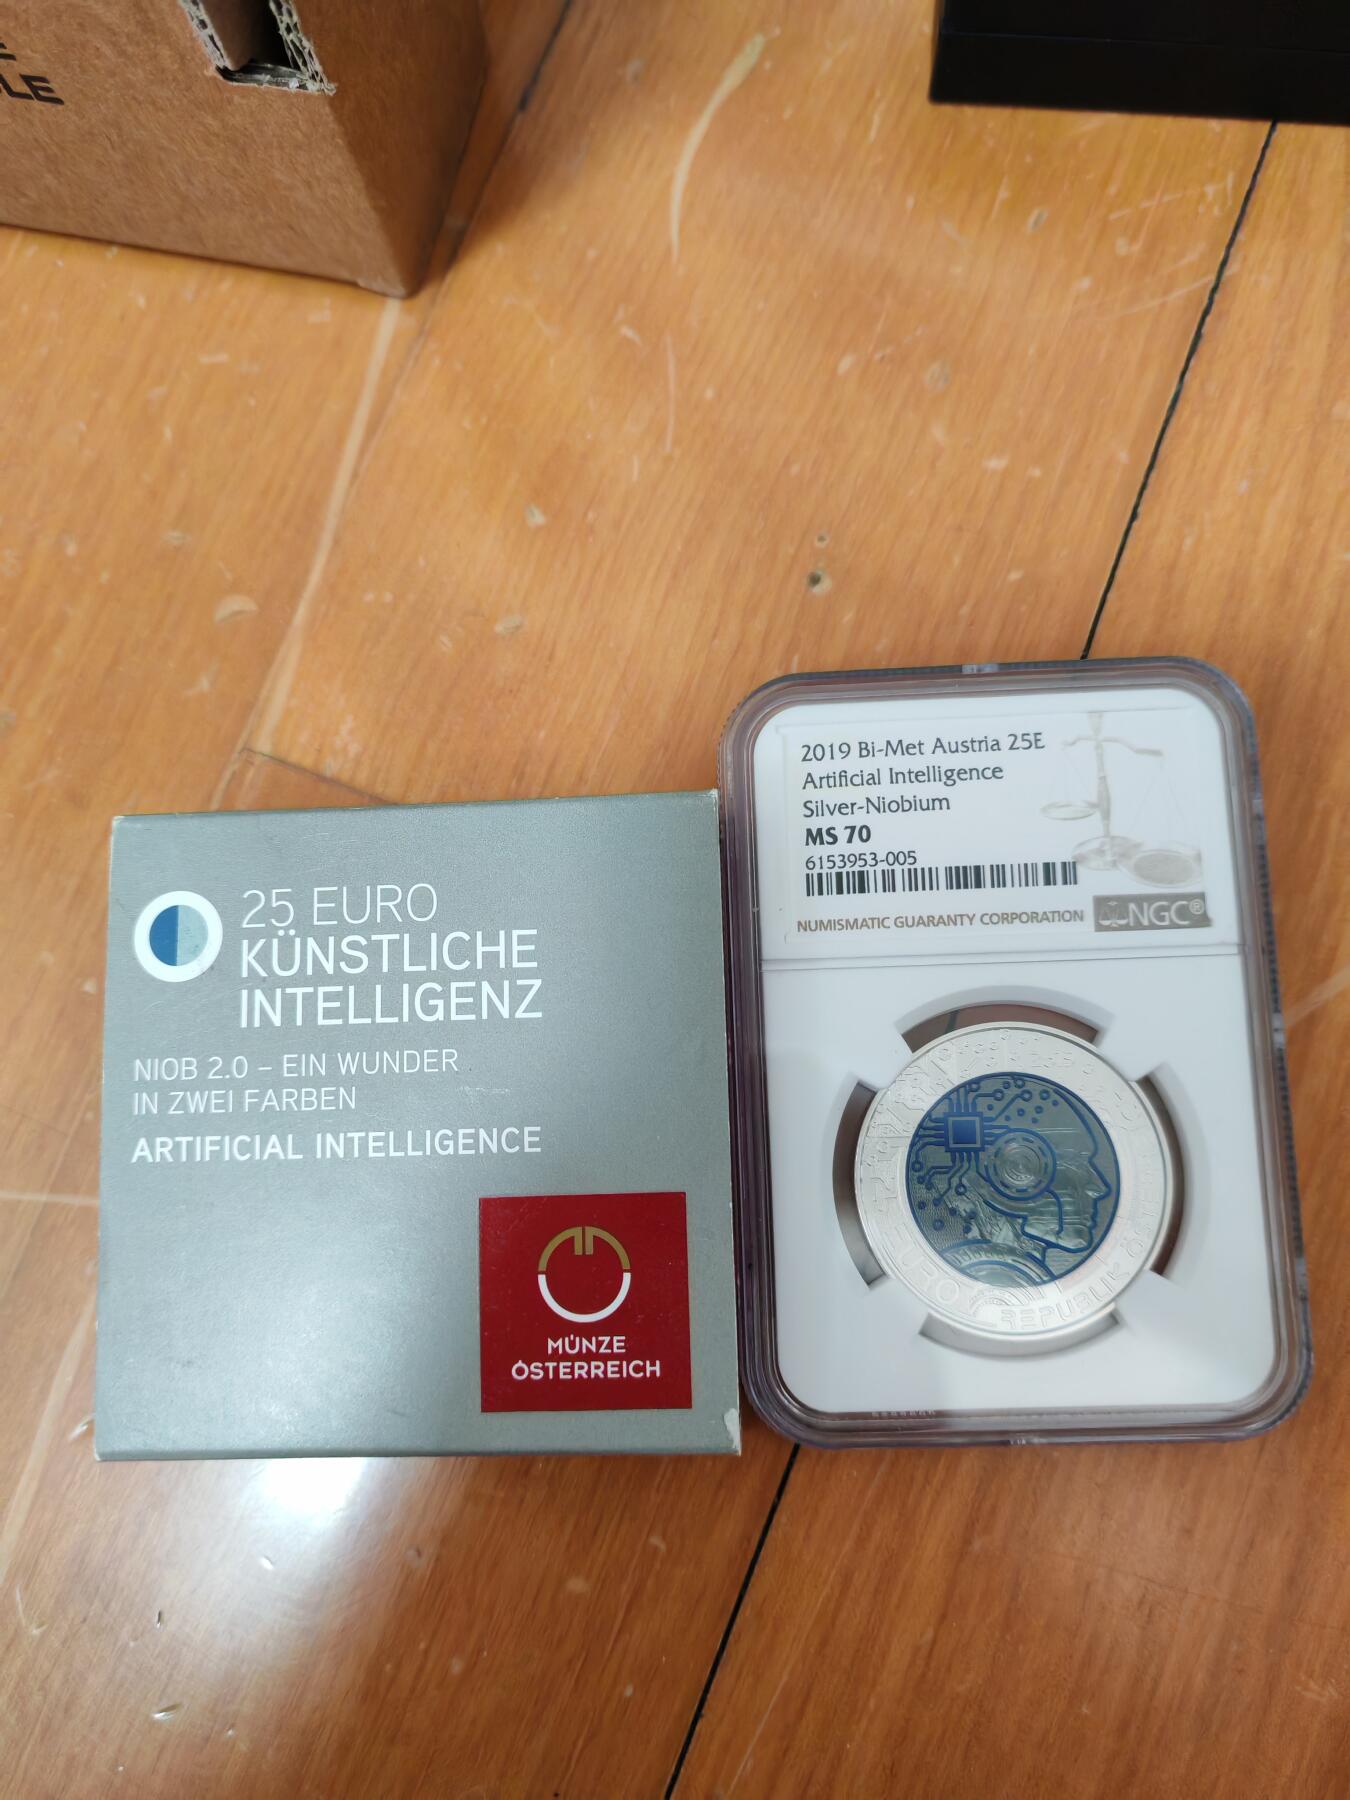 25 EURO
KÜNSTLICHE
INTELLIGENZ
NIOB 2.0 – EIN WUNDER
IN ZWEI FARBEN
ARTIFICIAL INTELLIGENCE
MÜNZE
ÖSTERREICH
2019 Bi-Met Austria 25E
Artificial Intelligence
Silver-Niobium
MS 70
6153953-005
NUMISMATIC GUARANTY CORPORATION
NGC®
EURO
REPUBLIK ÖSTE